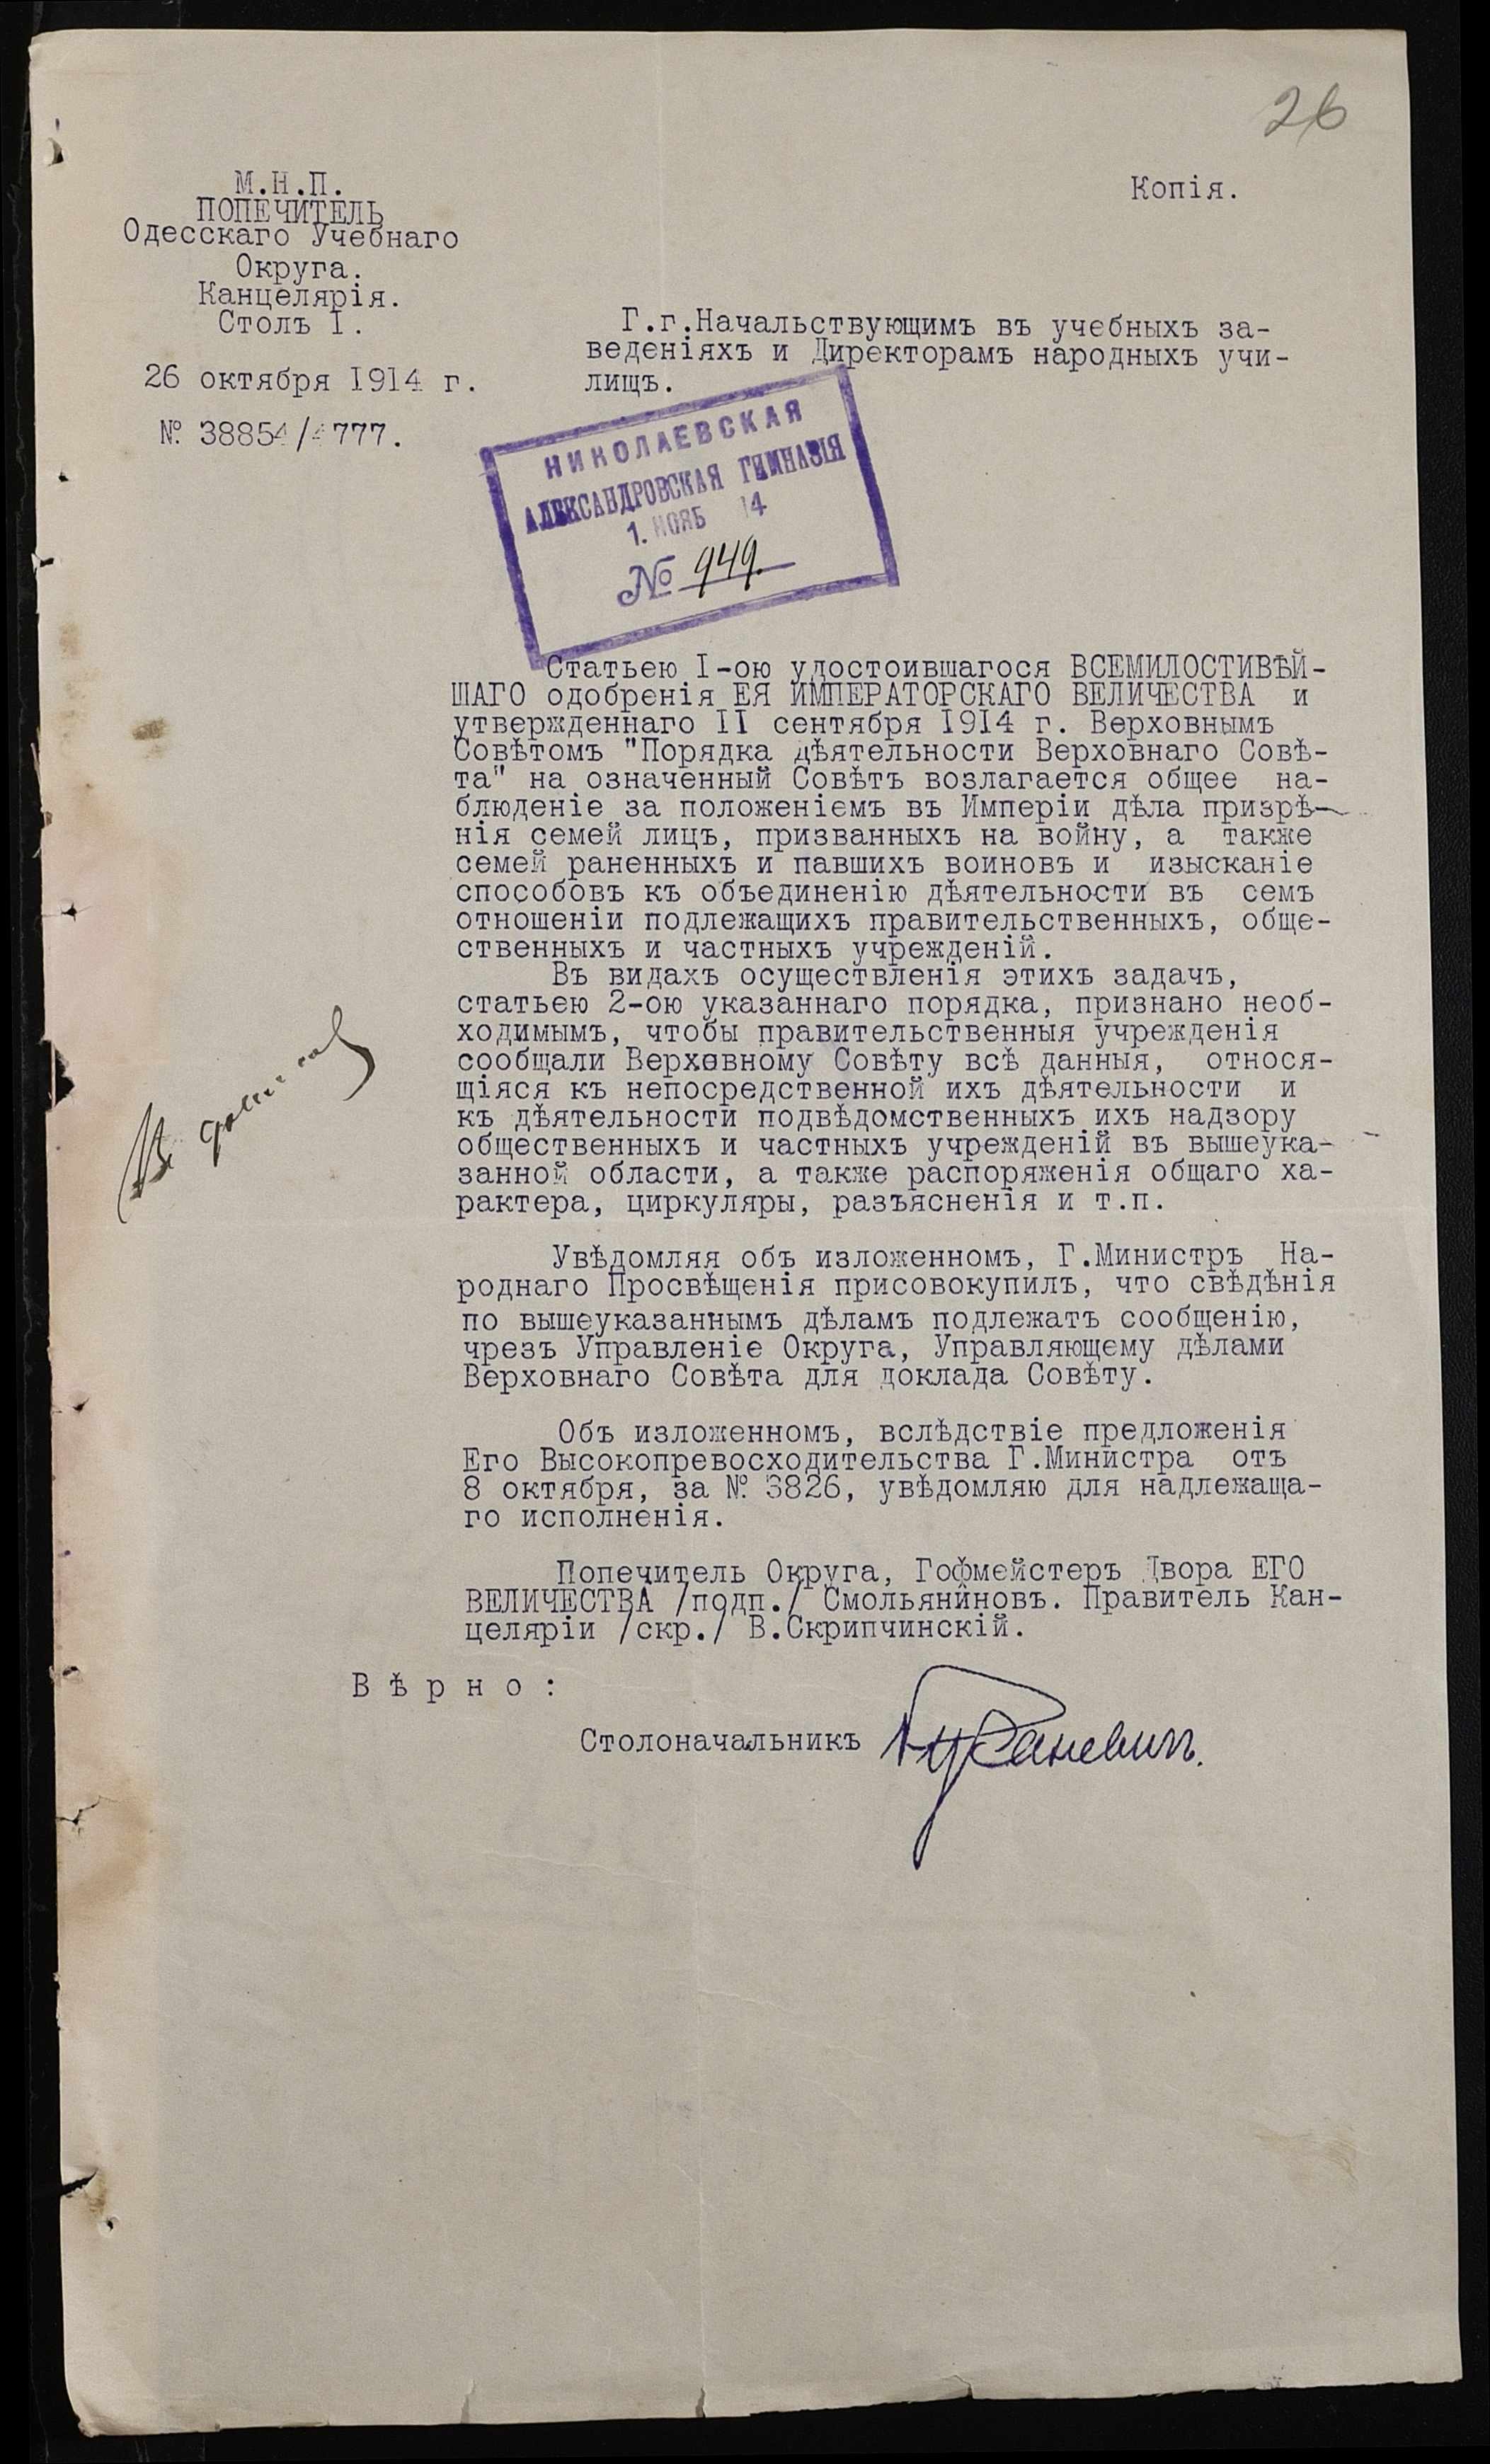 26
М.Н.П.
Копія.
ПОПЕЧИТЕЛЬ
Одесскаго Учебнаго
Округа.
Канцелярія.
Столъ I.
26 октября 1914 г.
№ 38854/4777.
Г.г.Начальствующимъ въ учебныхъ за-
веденіяхъ и Директорамъ народныхъ учи-
лищъ.
НИКОЛАЕВСКАЯ
АЛЕКСАНДРОВСКАЯ ГИМНАЗІЯ
1. НОЯБ 14
№ 949.
Статьею I-ою удостоившагося ВСЕМИЛОСТИВѢЙ-
ШАГО одобренія ЕЯ ИМПЕРАТОРСКАГО ВЕЛИЧЕСТВА и
утвержденнаго II сентября 1914 г. Верховнымъ
Совѣтомъ "Порядка дѣятельности Верховнаго Совѣ-
та" на означенный Совѣтъ возлагается общее на-
блюденіе за положеніемъ въ Имперіи дѣла призрѣ-
нія семей лицъ, призванныхъ на войну, а также
семей раненныхъ и павшихъ воиновъ и изысканіе
способовъ къ объединенію дѣятельности въ семъ
отношеніи подлежащихъ правительственныхъ, обще-
ственныхъ и частныхъ учрежденій.
Въ видахъ осуществленія этихъ задачъ,
статьею 2-ою указаннаго порядка, признано необ-
ходимымъ, чтобы правительственныя учрежденія
сообщали Верховному Совѣту всѣ данныя, относя-
щіяся къ непосредственной ихъ дѣятельности и
къ дѣятельности подвѣдомственныхъ ихъ надзору
общественныхъ и частныхъ учрежденій въ вышеука-
занной области, а также распоряженія общаго ха-
рактера, циркуляры, разъясненія и т.п.
Увѣдомляя объ изложенномъ, Г.Министръ На-
роднаго Просвѣщенія присовокупилъ, что свѣдѣнія
по вышеуказаннымъ дѣламъ подлежатъ сообщенію,
чрезъ Управленіе Округа, Управляющему дѣлами
Верховнаго Совѣта для доклада Совѣту.
Объ изложенномъ, вслѣдствіе предложенія
Его Высокопревосходительства Г.Министра отъ
8 октября, за № 3826, увѣдомляю для надлежаща-
го исполненія.
Попечитель Округа, Гофмейстеръ Двора ЕГО
ВЕЛИЧЕСТВА /подп./ Смольяниновъ. Правитель Кан-
целяріи /скр./ В.Скрипчинскій.
Вѣрно:
Столоначальникъ